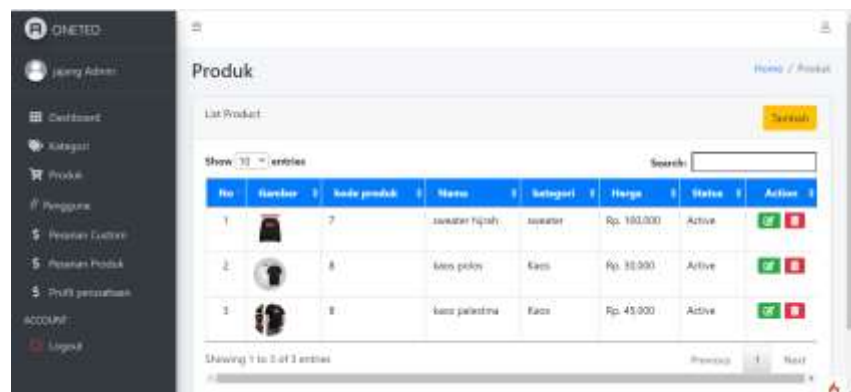 ONETEO
jajang Admin
Produk
Home / Produk
Dashboard
List Product
Tambah
Kategori
Show 10 entries
Search:
Produk
Pengguna
No Gambar kode produk Nama kategori Harga Status Action
Pesanan Custom
1 7 sweater hijrah sweater Rp. 100,000 Active
Pesanan Produk
2 8 kaos polos Kaos Rp. 30,000 Active
Profil perusahaan
3 kaos palestina Kaos Rp. 45,000 Active
ACCOUNT
Logout
Showing 1 to 3 of 3 entries
Previous 1 Next